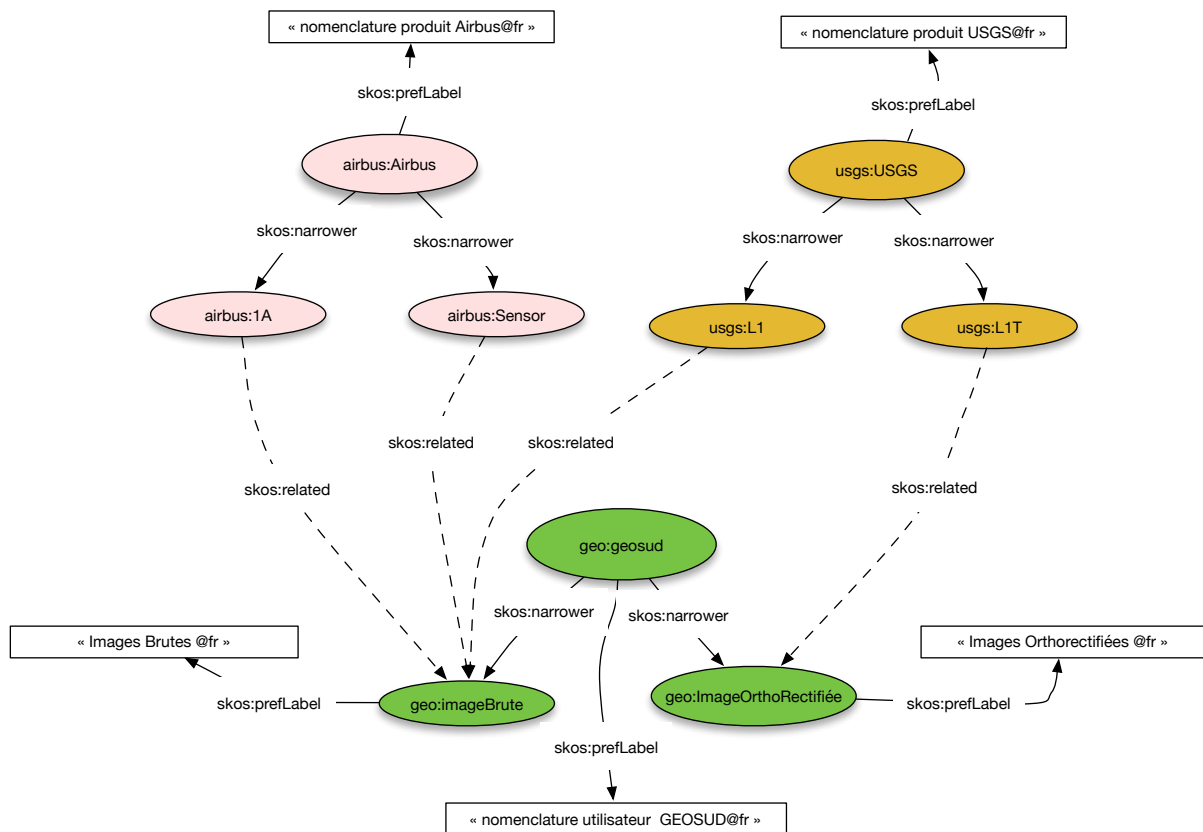 « nomenclature produit Airbus@fr »
« nomenclature produit USGS@fr »
skos:prefLabel
skos:prefLabel
airbus:Airbus
usgs:USGS
skos:narrower
skos:narrower
skos:narrower
skos:narrower
airbus:1A
airbus:Sensor
usgs:L1
usgs:L1T
skos:related
skos:related
skos:related
skos:related
geo:geosud
skos:narrower
skos:narrower
« Images Brutes @fr »
« Images Orthorectifiées @fr »
skos:prefLabel
geo:imageBrute
geo:ImageOrthoRectifiée
skos:prefLabel
skos:prefLabel
« nomenclature utilisateur  GEOSUD@fr »